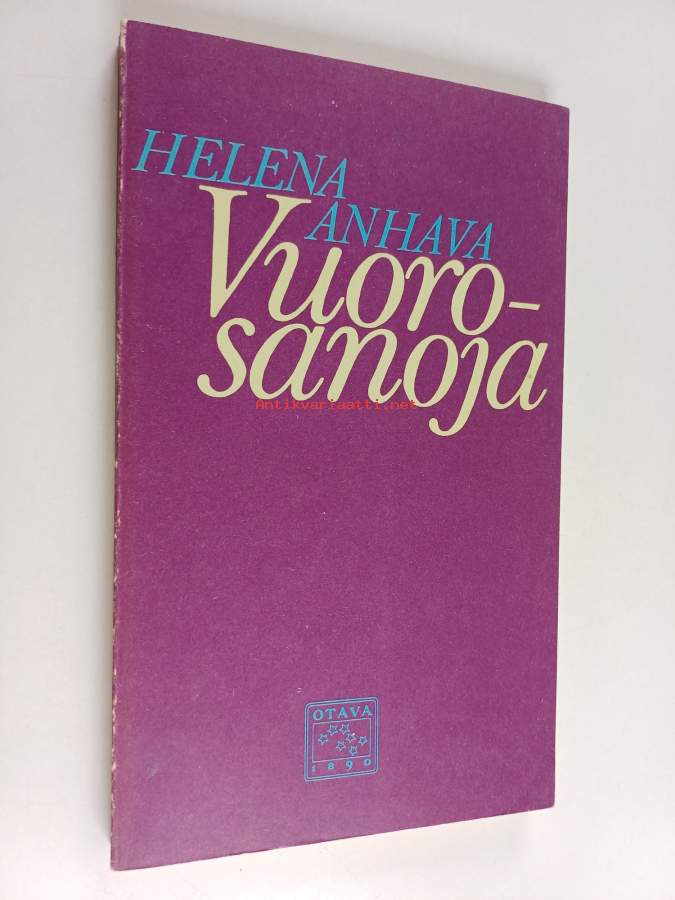 HELENA
ANHAVA
Vuoro-
sanoja
Antikvariaatti.net
OTAVA
1890